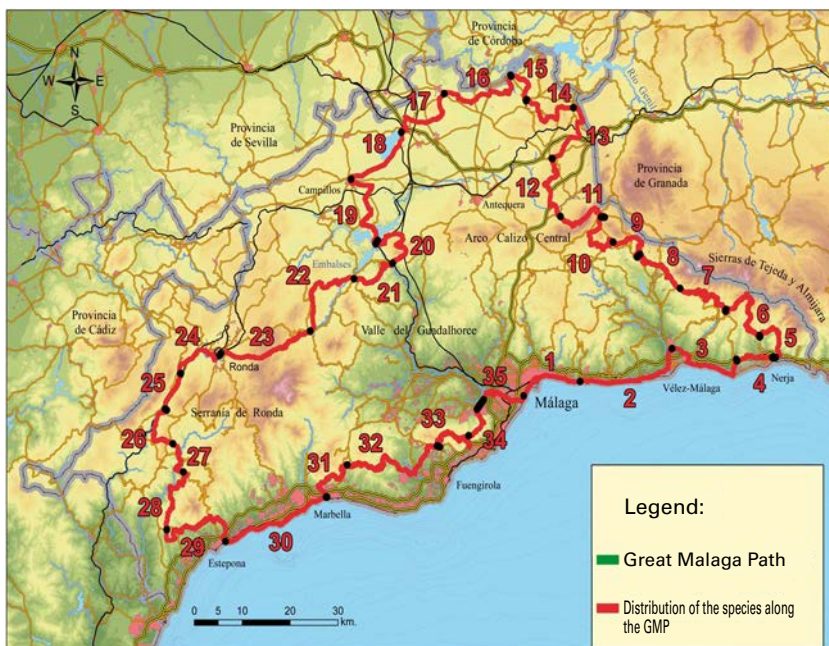 Provincia
de Córdoba
N
W E
S
15
16
14
17
Río Genil
Provincia
de Sevilla
18
13
Provincia
de Granada
Campillos
12
Antequera
11
19
9
Arco Calizo Central
20
10
8
Sierras de Tejeda y Almijara
Embalses
21
7
22
Provincia
de Cádiz
6
24
23
Valle del Guadalhorce
5
Ronda
3
1
35
25
Vélez-Málaga
4
Nerja
2
Málaga
Serranía de Ronda
33
26
32
34
27
31
Fuengirola
28
Marbella
30
29
Estepona
0 5 10 20 30
km.
Legend:
Great Malaga Path
Distribution of the species along
the GMP